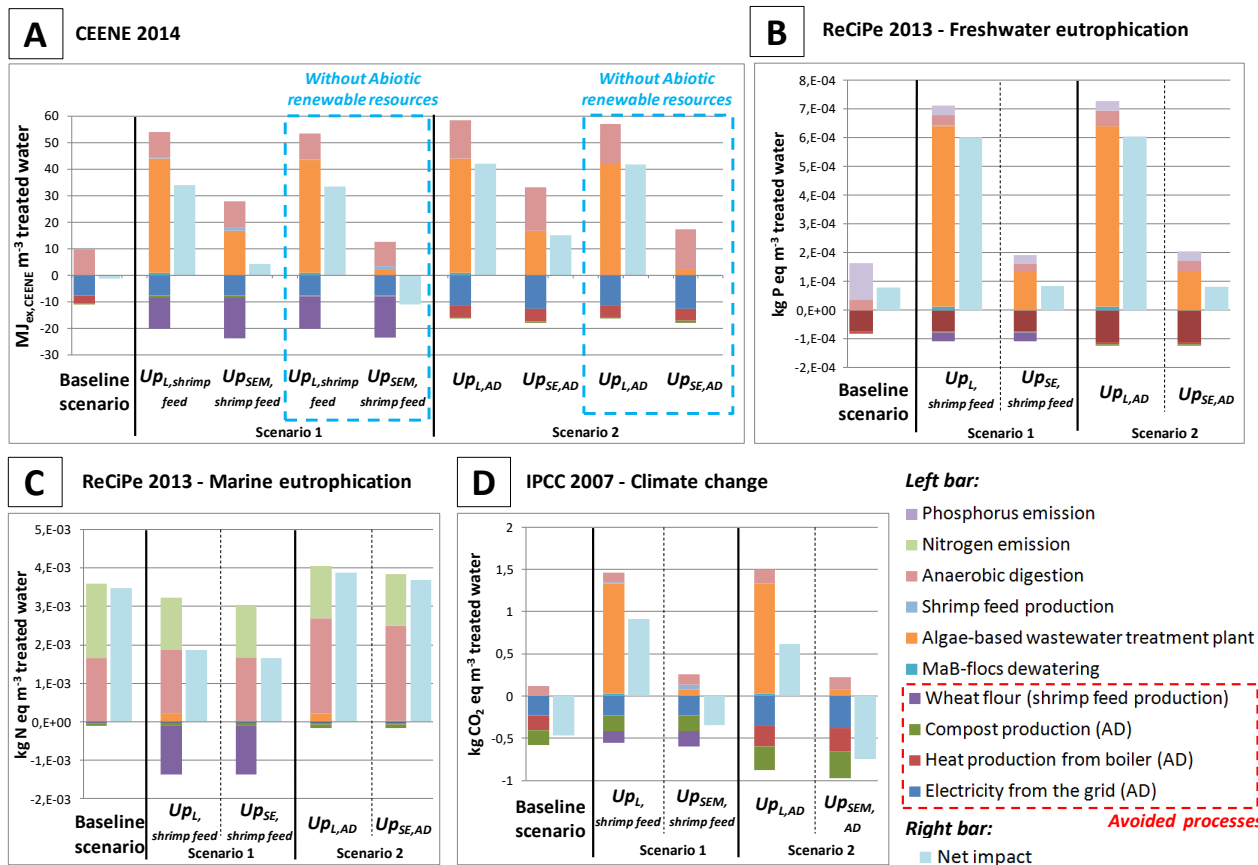 A
CEENE 2014
Without Abiotic
renewable resources
Without Abiotic
renewable resources
MJex,CEENE m-3 treated water
60
50
40
30
20
10
0
-10
-20
-30
Baseline
scenario
UpL,shrimp
feed
UpSEM,
shrimp feed
UpL,shrimp
feed
UpSEM,
shrimp feed
UpL,AD
UpSE,AD
UpL,AD
UpSE,AD
Scenario 1
Scenario 2
B
ReCiPe 2013 - Freshwater eutrophication
kg P eq m-3 treated water
8,E-04
7,E-04
6,E-04
5,E-04
4,E-04
3,E-04
2,E-04
1,E-04
0,E+00
-1,E-04
-2,E-04
Baseline
scenario
UpL,
shrimp feed
UpSE,
shrimp feed
UpL,AD
UpSE,AD
Scenario 1
Scenario 2
C
ReCiPe 2013 - Marine eutrophication
kg N eq m-3 treated water
5,E-03
4,E-03
3,E-03
2,E-03
1,E-03
0,E+00
-1,E-03
-2,E-03
Baseline
scenario
UpL,
shrimp feed
UpSE,
shrimp feed
UpL,AD
UpSE,AD
Scenario 1
Scenario 2
D
IPCC 2007 - Climate change
kg CO2 eq m-3 treated water
2
1,5
1
0,5
0
-0,5
-1
Baseline
scenario
UpL,
shrimp feed
UpSEM,
shrimp feed
UpL,AD
UpSEM,
AD
Scenario 1
Scenario 2
Left bar:
Phosphorus emission
Nitrogen emission
Anaerobic digestion
Shrimp feed production
Algae-based wastewater treatment plant
MaB-flocs dewatering
Wheat flour (shrimp feed production)
Compost production (AD)
Heat production from boiler (AD)
Electricity from the grid (AD)
Avoided processes
Right bar:
Net impact